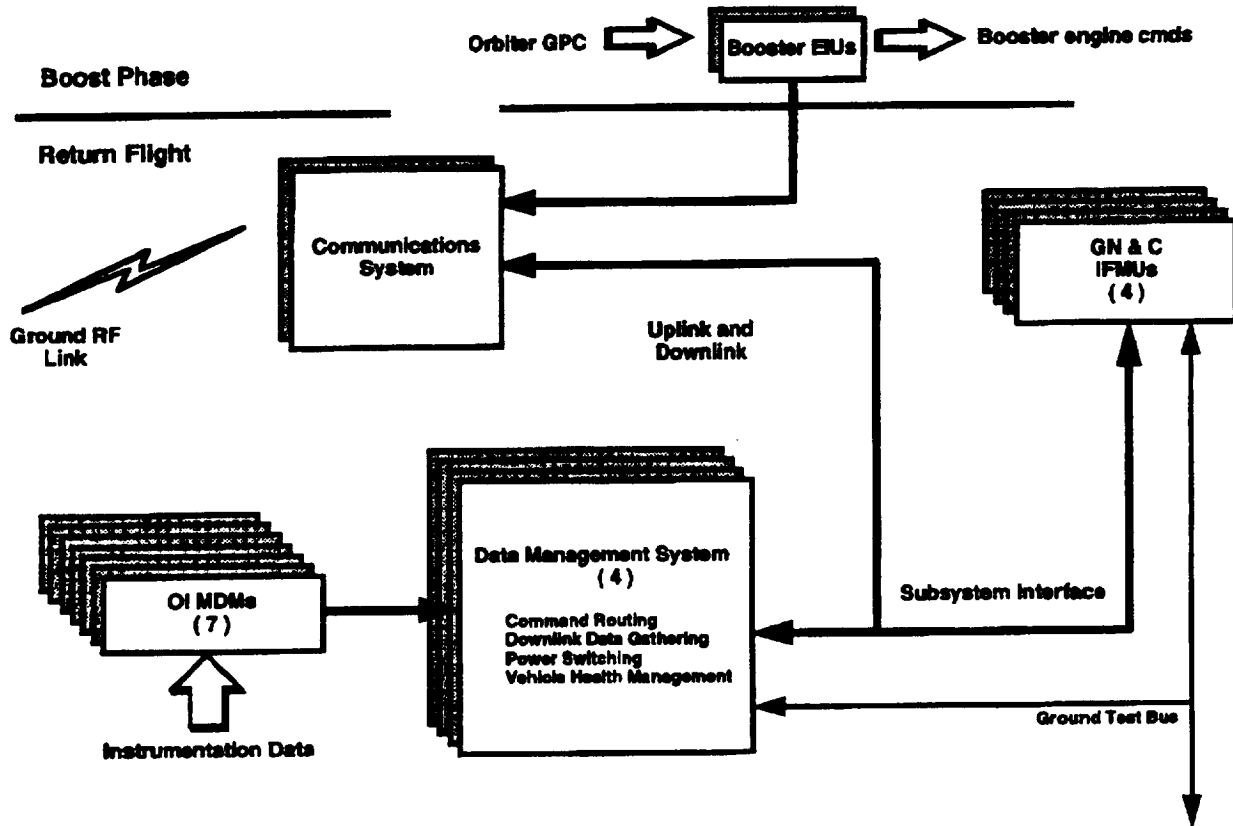 Orbiter GPC
Booster EIUs
Booster engine cmds
Boost Phase
Return Flight
Communications
System
GN & C
IFMUs
( 4 )
Ground RF
Link
Uplink and
Downlink
Data Management System
( 4 )
Command Routing
Downlink Data Gathering
Power Switching
Vehicle Health Management
OI MDMs
( 7 )
Subsystem Interface
Ground Test Bus
Instrumentation Data